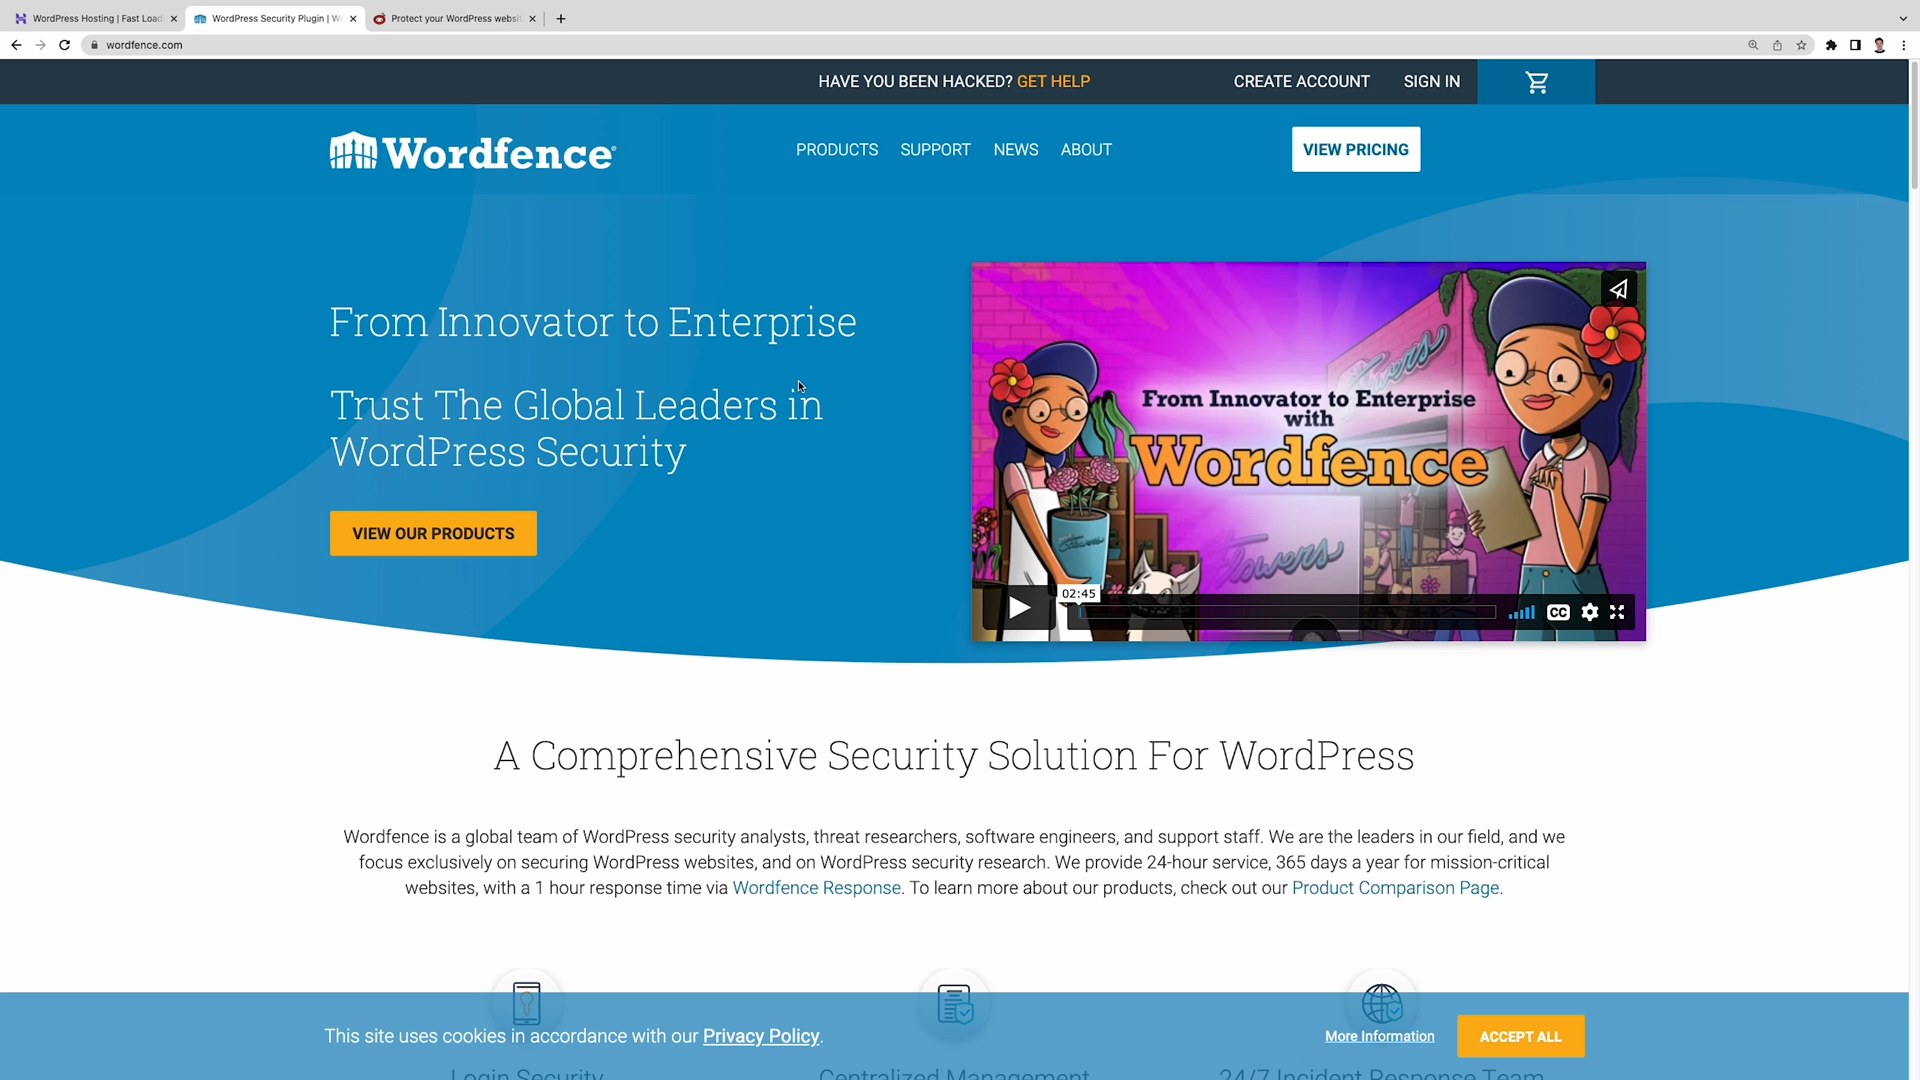 WordPress Hosting | Fast Load
WordPress Security Plugin | Wo
Protect your WordPress websi
wordfence.com
HAVE YOU BEEN HACKED? GET HELP
CREATE ACCOUNT
SIGN IN
Wordfence
PRODUCTS
SUPPORT
NEWS
ABOUT
VIEW PRICING
From Innovator to Enterprise
Trust The Global Leaders in
WordPress Security
VIEW OUR PRODUCTS
Flowers
From Innovator to Enterprise
with
Wordfence
Flowers
Flowers
02:45
CC
A Comprehensive Security Solution For WordPress
Wordfence is a global team of WordPress security analysts, threat researchers, software engineers, and support staff. We are the leaders in our field, and we
focus exclusively on securing WordPress websites, and on WordPress security research. We provide 24-hour service, 365 days a year for mission-critical
websites, with a 1 hour response time via Wordfence Response. To learn more about our products, check out our Product Comparison Page.
This site uses cookies in accordance with our Privacy Policy.
More Information
ACCEPT ALL
Login Security
Centralized Management
24/7 Incident Response Team